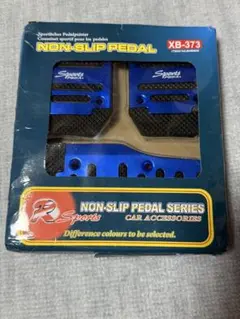 Sportliches Pedalpolster
Coussinet sportif pour les pédales
NON-SLIP PEDAL
XB-373
Sports
Sports
R Sports
NON-SLIP PEDAL SERIES
CAR ACCESSORIES
Difference colours to be selected.